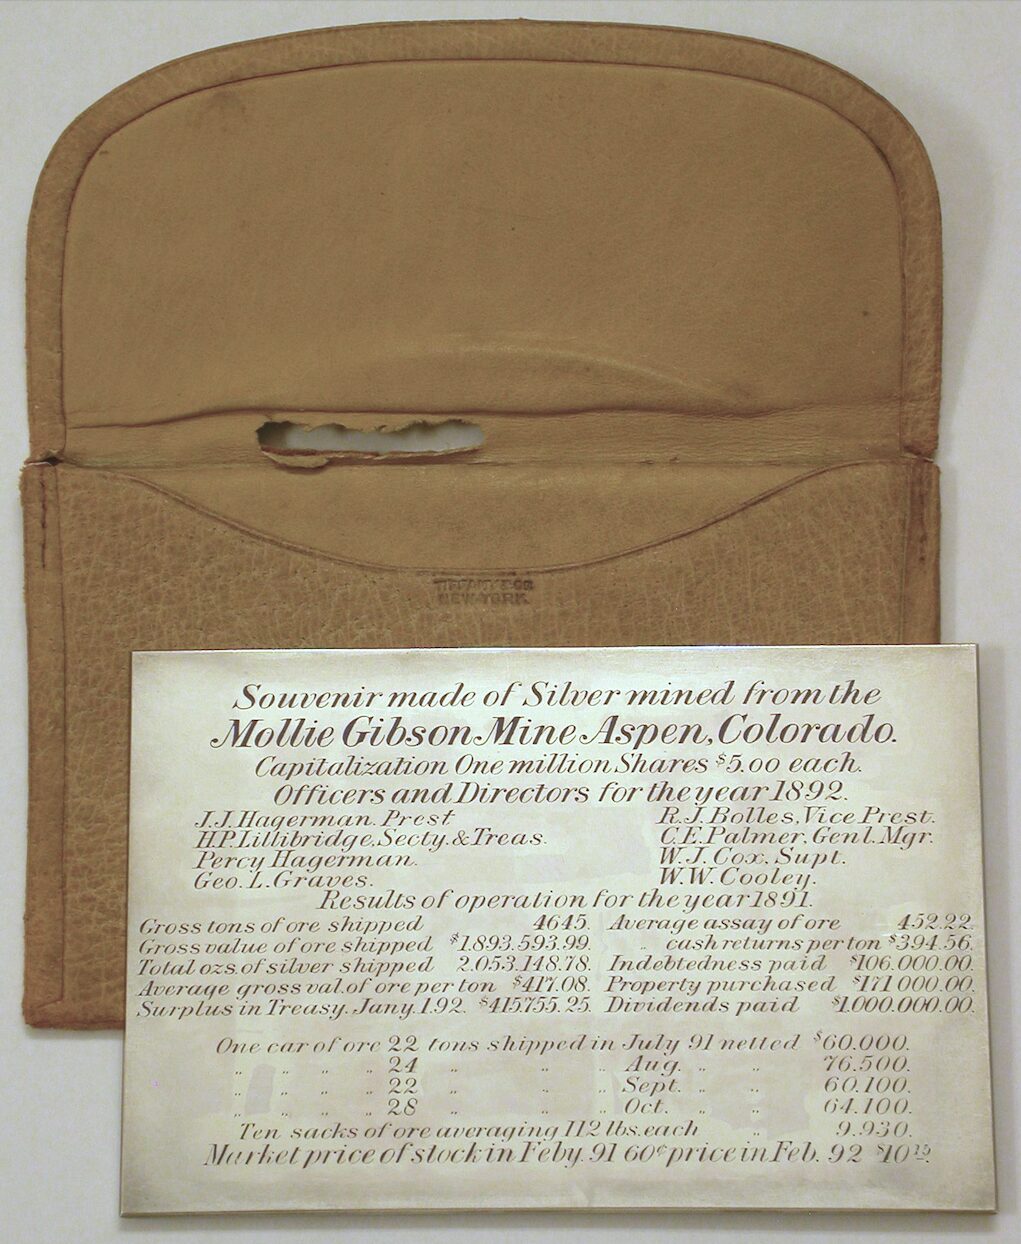 TIFFANY & CO.
NEW-YORK.
Souvenir made of Silver mined from the
Mollie Gibson Mine Aspen, Colorado.
Capitalization One million Shares $5.00 each.
Officers and Directors for the year 1892.
J.J. Hagerman. Prest R.J. Bolles, Vice Prest.
H.P. Lillibridge, Secty. & Treas. C.E. Palmer, Genl. Mgr.
Percy Hagerman. W.J. Cox, Supt.
Geo. L. Graves. W.W. Cooley.
Results of operation for the year 1891.
Gross tons of ore shipped 4645. Average assay of ore 452.22.
Gross value of ore shipped $1.893.593.99. " cash returns per ton $394.56.
Total ozs. of silver shipped 2.053.148.78. Indebtedness paid $106.000.00.
Average gross val. of ore per ton $417.08. Property purchased $171000.00.
Surplus in Treasy. Jany. 1. 92. $415755.25. Dividends paid $1.000000.00.
One car of ore 22 tons shipped in July 91 netted $60.000.
" " " " 24 " " " Aug. " " 76.500.
" " " " 22 " " " Sept. " " 60.100.
" " " " 28 " " " Oct. " " 64.100.
Ten sacks of ore averaging 112 lbs. each " 9.930.
Market price of stock in Feby. 91 60¢ price in Feb. 92 $10 15.